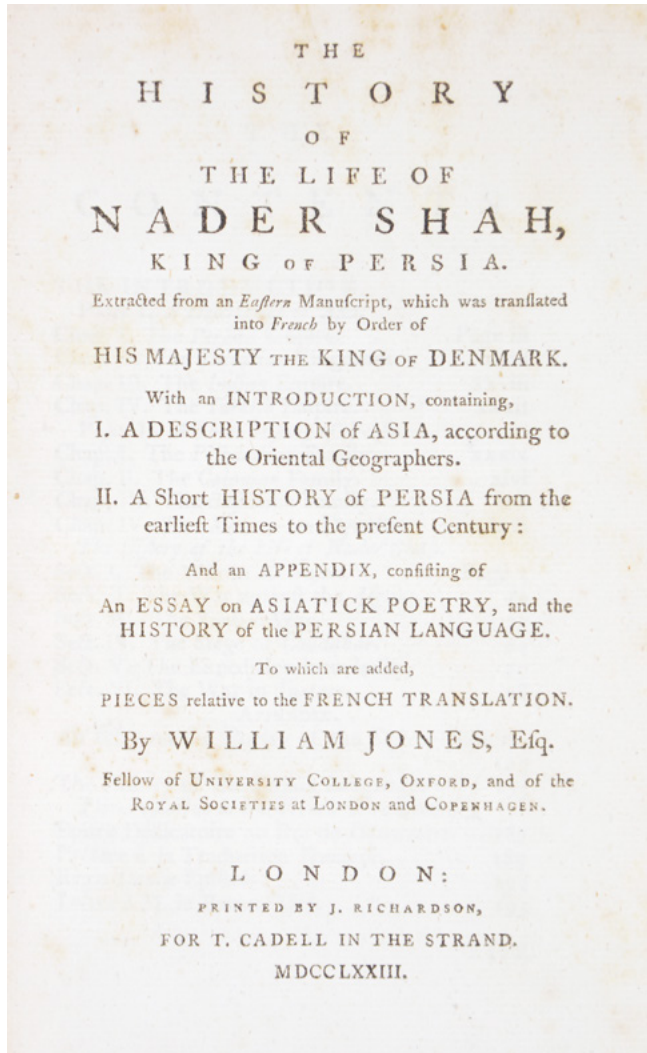 THE
HISTORY
OF
THE LIFE OF
NADER SHAH,
KING OF PERSIA.
Extracted from an Eaſtern Manuſcript, which was tranſlated
into French by Order of
HIS MAJESTY THE KING OF DENMARK.
With an INTRODUCTION, containing,
I. A DESCRIPTION of ASIA, according to
the Oriental Geographers.
II. A Short HISTORY of PERSIA from the
earlieſt Times to the preſent Century:
And an APPENDIX, conſiſting of
An ESSAY on ASIATICK POETRY, and the
HISTORY of the PERSIAN LANGUAGE.
To which are added,
PIECES relative to the FRENCH TRANSLATION.
By WILLIAM JONES, Eſq.
Fellow of UNIVERSITY COLLEGE, OXFORD, and of the
ROYAL SOCIETIES at LONDON and COPENHAGEN.
LONDON:
PRINTED BY J. RICHARDSON,
FOR T. CADELL IN THE STRAND.
MDCCLXXIII.